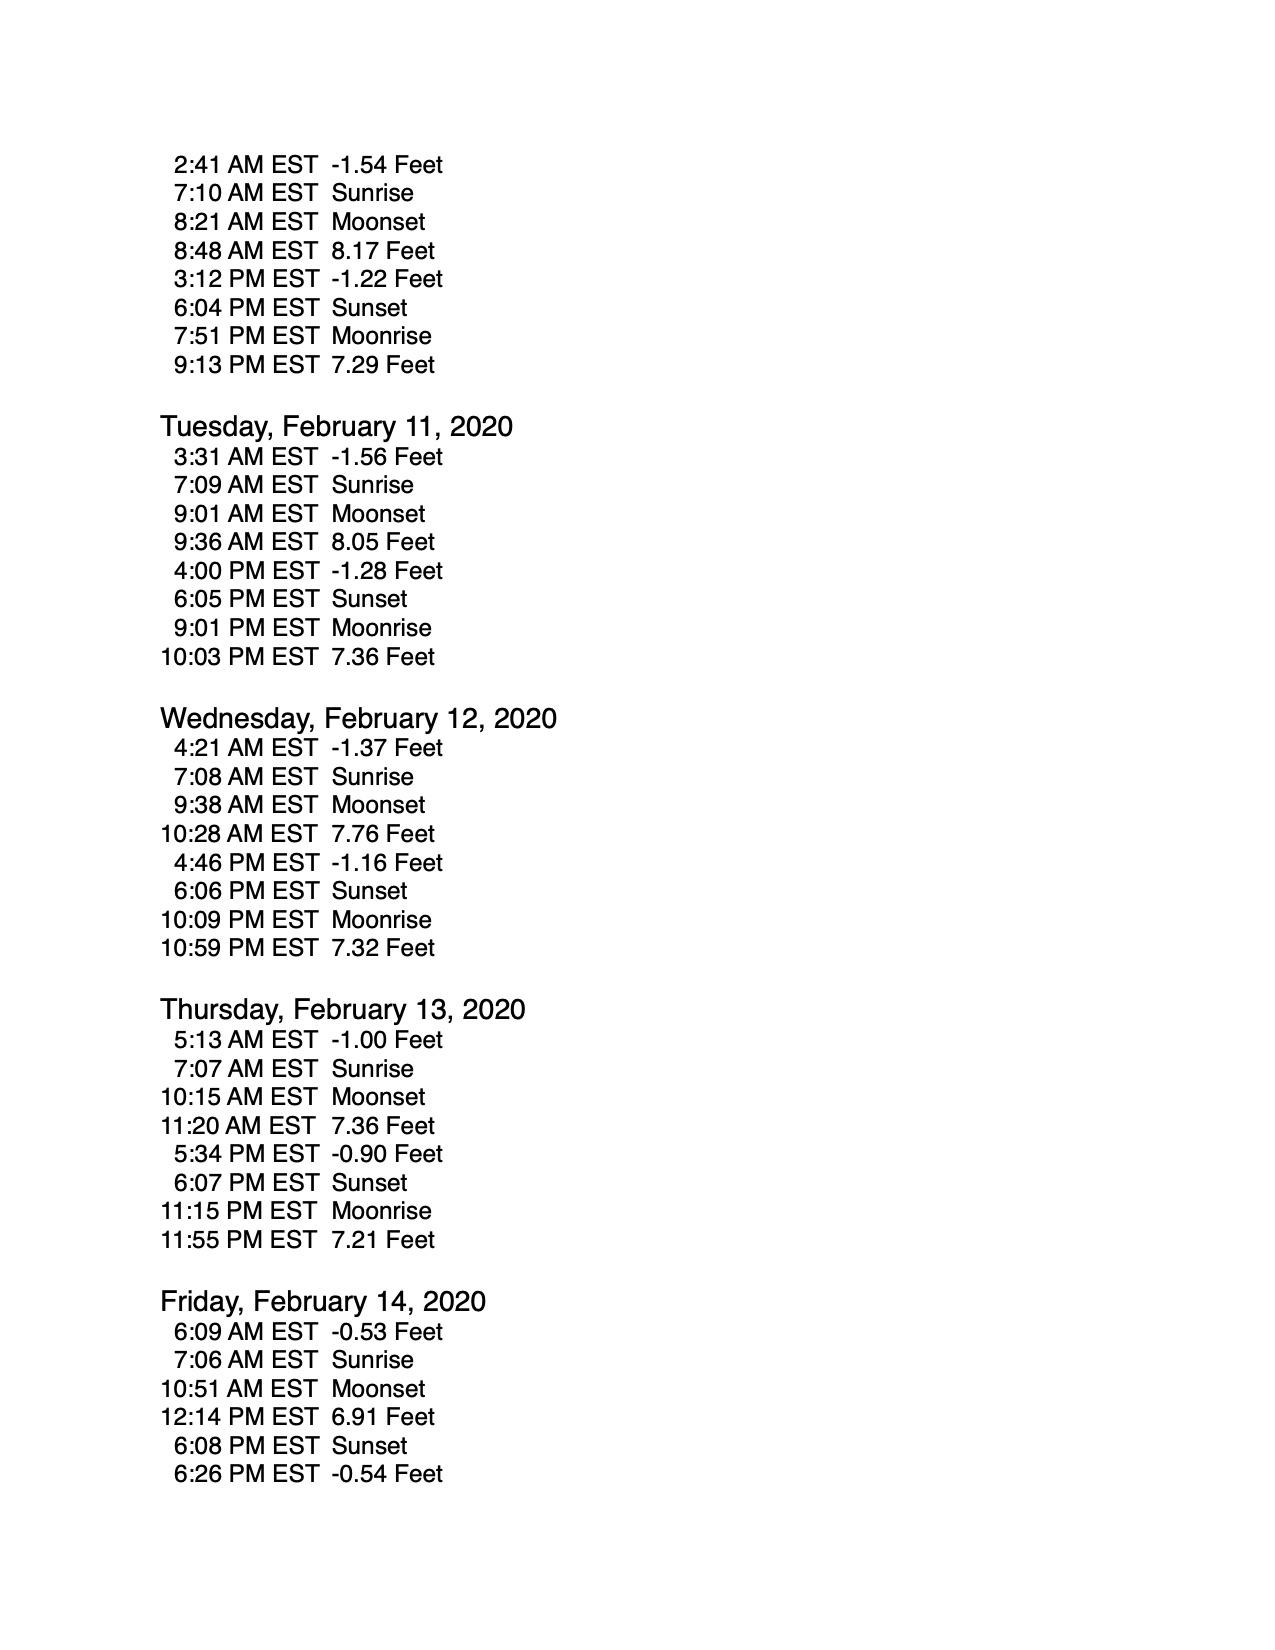 2:41 AM EST -1.54 Feet
7:10 AM EST Sunrise
8:21 AM EST Moonset
8:48 AM EST 8.17 Feet
3:12 PM EST -1.22 Feet
6:04 PM EST Sunset
7:51 PM EST Moonrise
9:13 PM EST 7.29 Feet
Tuesday, February 11, 2020
3:31 AM EST -1.56 Feet
7:09 AM EST Sunrise
9:01 AM EST Moonset
9:36 AM EST 8.05 Feet
4:00 PM EST -1.28 Feet
6:05 PM EST Sunset
9:01 PM EST Moonrise
10:03 PM EST 7.36 Feet
Wednesday, February 12, 2020
4:21 AM EST -1.37 Feet
7:08 AM EST Sunrise
9:38 AM EST Moonset
10:28 AM EST 7.76 Feet
4:46 PM EST -1.16 Feet
6:06 PM EST Sunset
10:09 PM EST Moonrise
10:59 PM EST 7.32 Feet
Thursday, February 13, 2020
5:13 AM EST -1.00 Feet
7:07 AM EST Sunrise
10:15 AM EST Moonset
11:20 AM EST 7.36 Feet
5:34 PM EST -0.90 Feet
6:07 PM EST Sunset
11:15 PM EST Moonrise
11:55 PM EST 7.21 Feet
Friday, February 14, 2020
6:09 AM EST -0.53 Feet
7:06 AM EST Sunrise
10:51 AM EST Moonset
12:14 PM EST 6.91 Feet
6:08 PM EST Sunset
6:26 PM EST -0.54 Feet